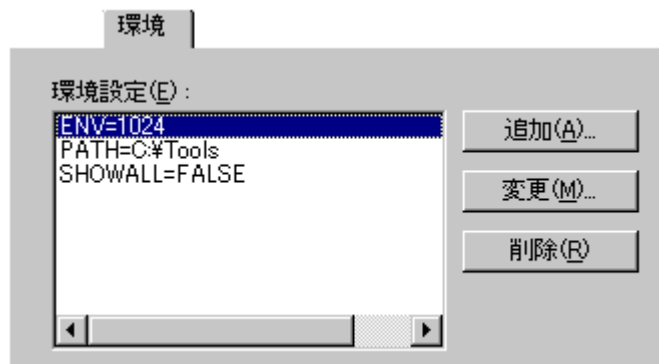 環境
環境設定(E):
ENV=1024
PATH=C:¥Tools
SHOWALL=FALSE
追加(A)...
変更(M)...
削除(R)